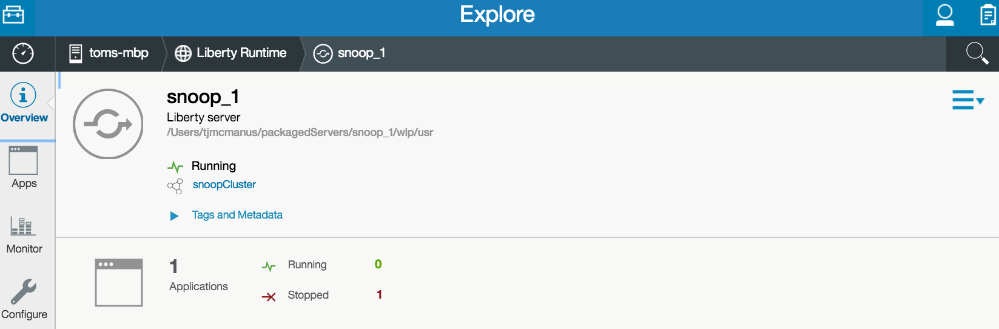 Explore
toms-mbp
Liberty Runtime
snoop_1
Overview
Apps
Monitor
Configure
snoop_1
Liberty server
/Users/tjmcmanus/packagedServers/snoop_1/wlp/usr
Running
snoopCluster
Tags and Metadata
1
Applications
Running 0
Stopped 1